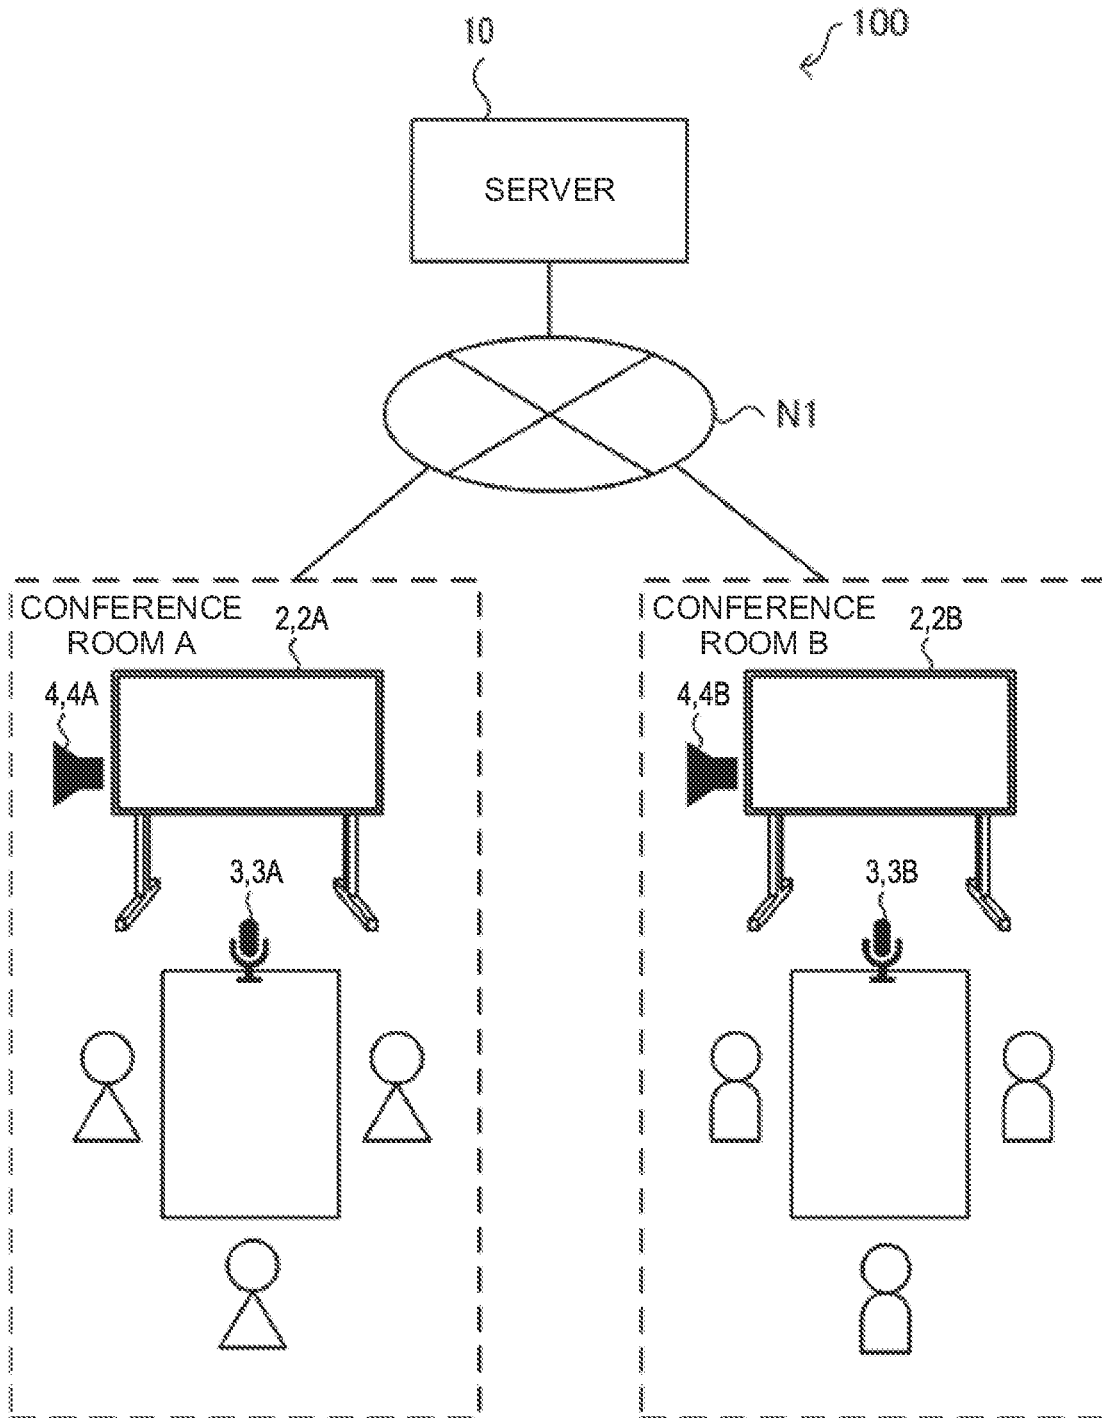 10
100
SERVER
N1
CONFERENCE
ROOM A
2,2A
4,4A
3,3A
CONFERENCE
ROOM B
2,2B
4,4B
3,3B